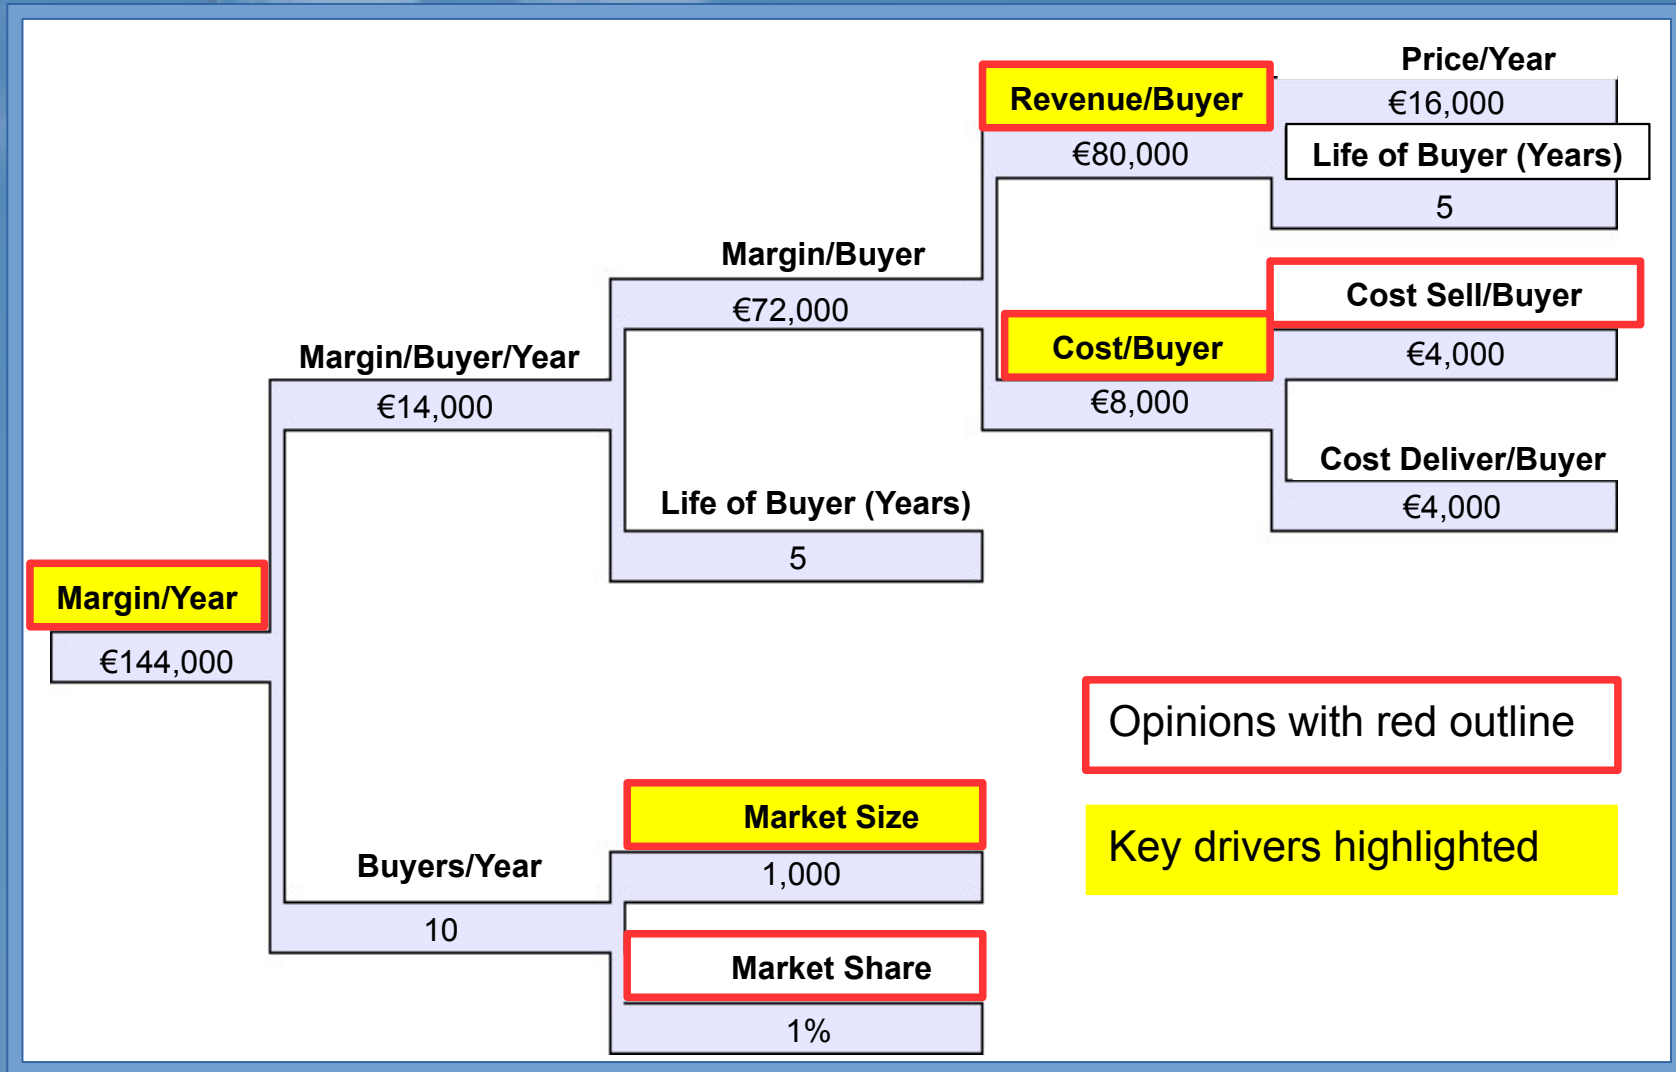 Price/Year
Revenue/Buyer
€16,000
€80,000
Life of Buyer (Years)
5
Margin/Buyer
€72,000
Cost Sell/Buyer
€4,000
Cost/Buyer
€8,000
Margin/Buyer/Year
€14,000
Cost Deliver/Buyer
€4,000
Life of Buyer (Years)
5
Margin/Year
€144,000
Opinions with red outline
Market Size
1,000
Key drivers highlighted
Buyers/Year
10
Market Share
1%